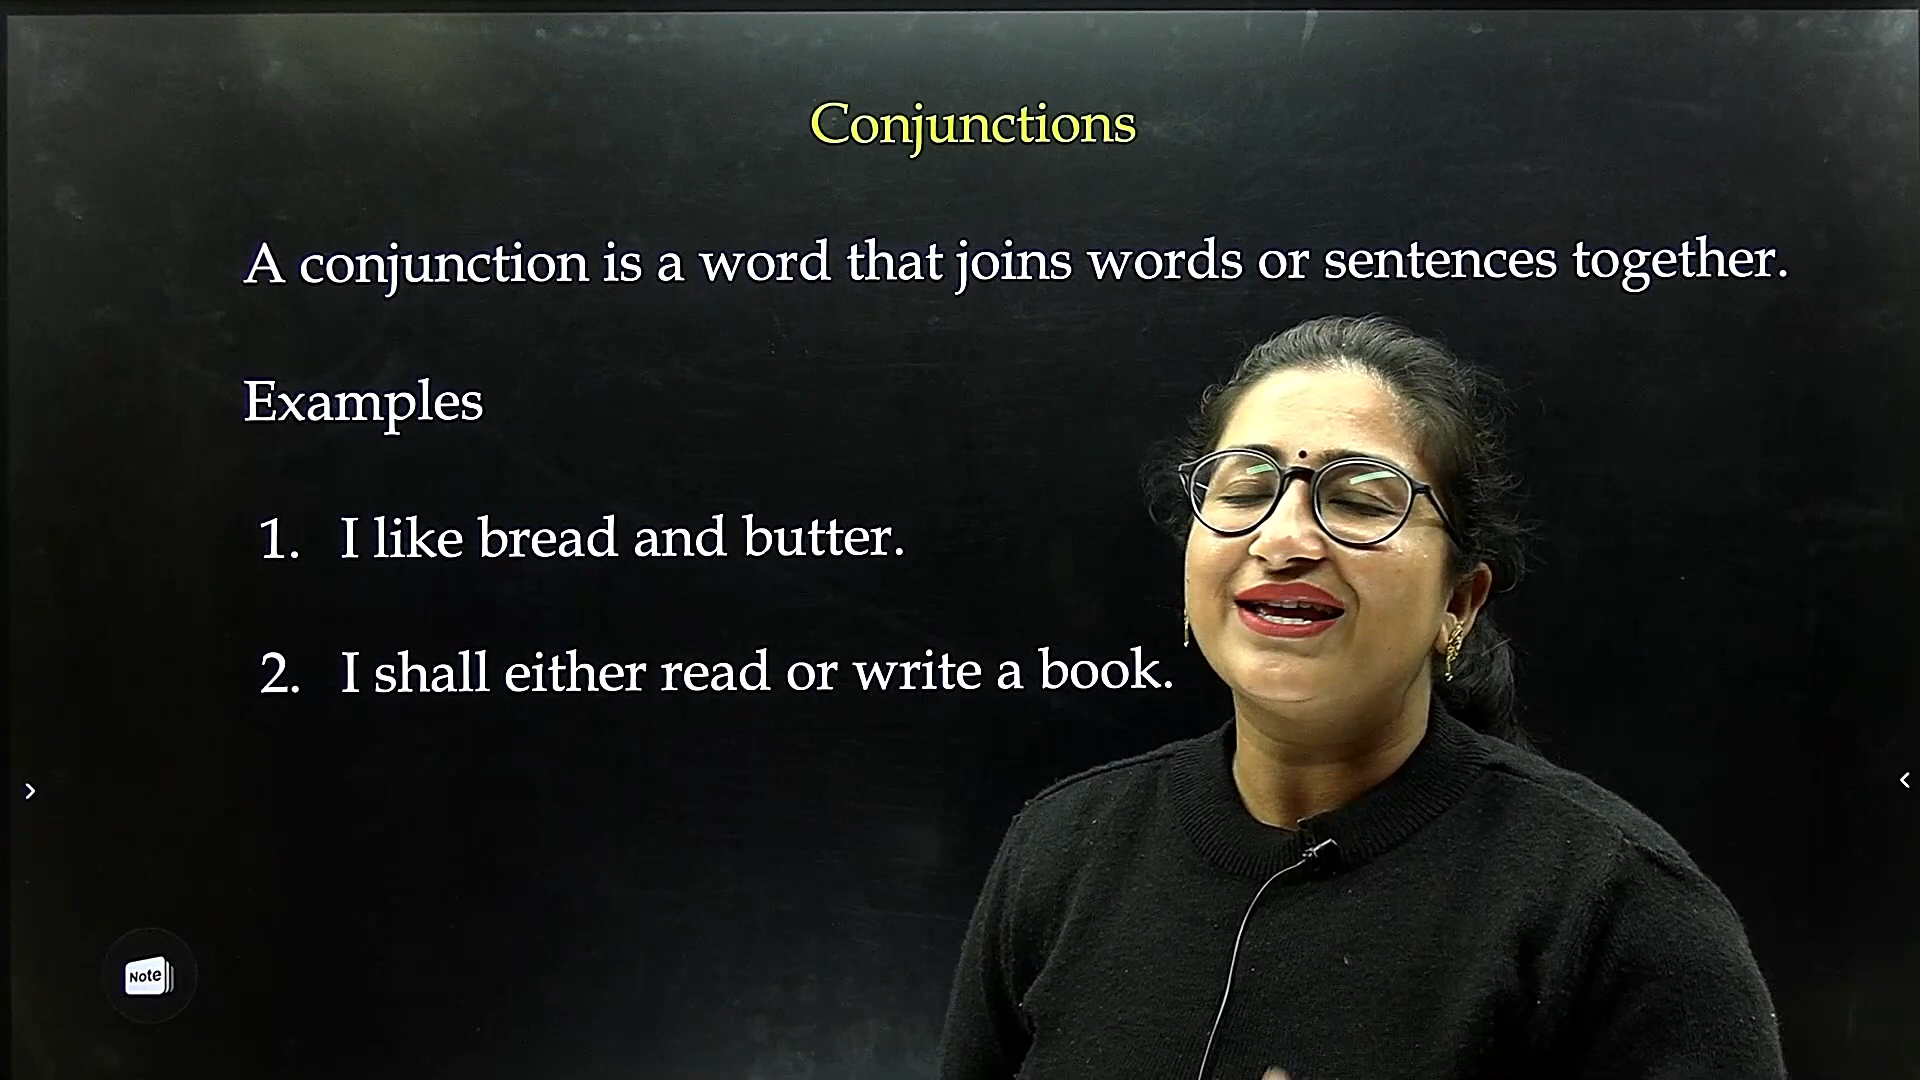 Conjunctions
A conjunction is a word that joins words or sentences together.
Examples
1. I like bread and butter.
2. I shall either read or write a book.
Note